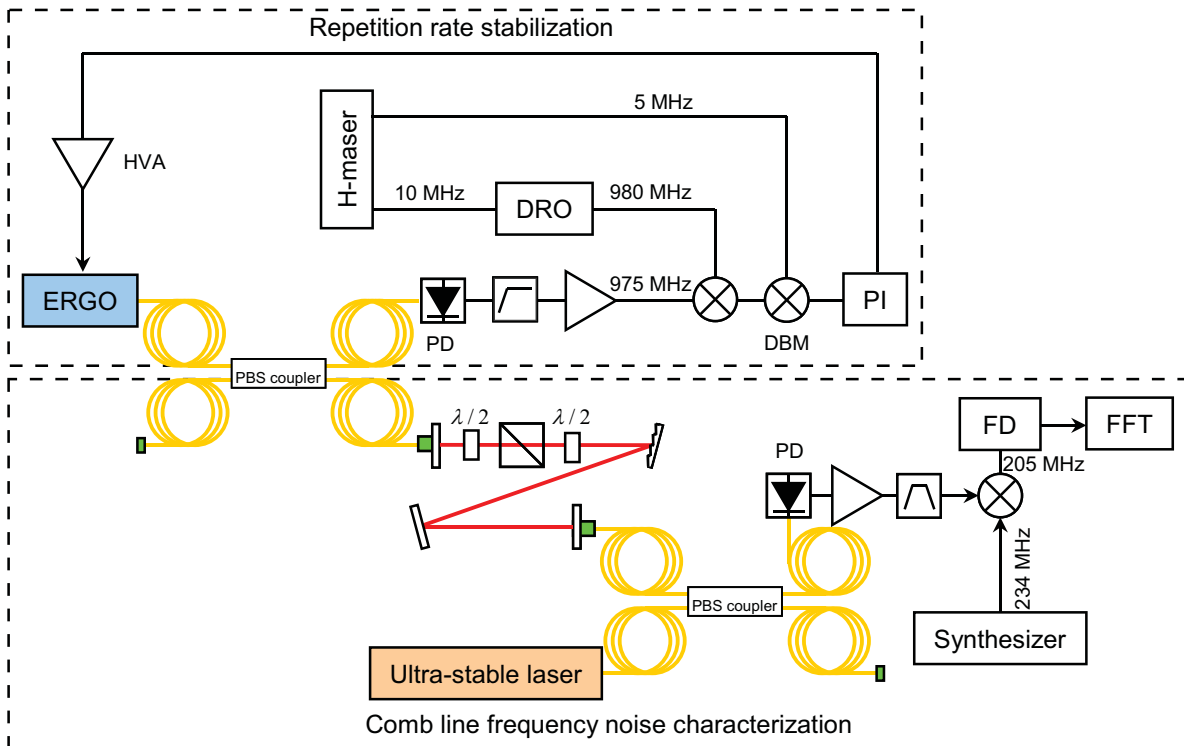 Repetition rate stabilization
5 MHz
H-maser
HVA
10 MHz
DRO
980 MHz
ERGO
975 MHz
PI
PD
DBM
PBS coupler
λ / 2
λ / 2
FD
FFT
PD
205 MHz
234 MHz
PBS coupler
Synthesizer
Ultra-stable laser
Comb line frequency noise characterization